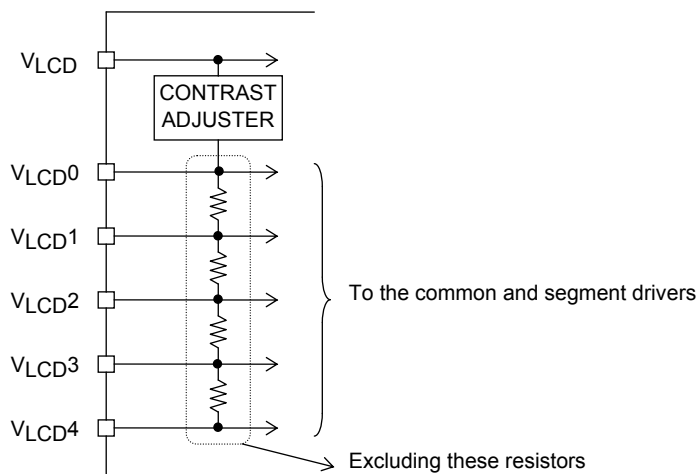 VLCD
CONTRAST
ADJUSTER
VLCD0
VLCD1
VLCD2
To the common and segment drivers
VLCD3
VLCD4
Excluding these resistors